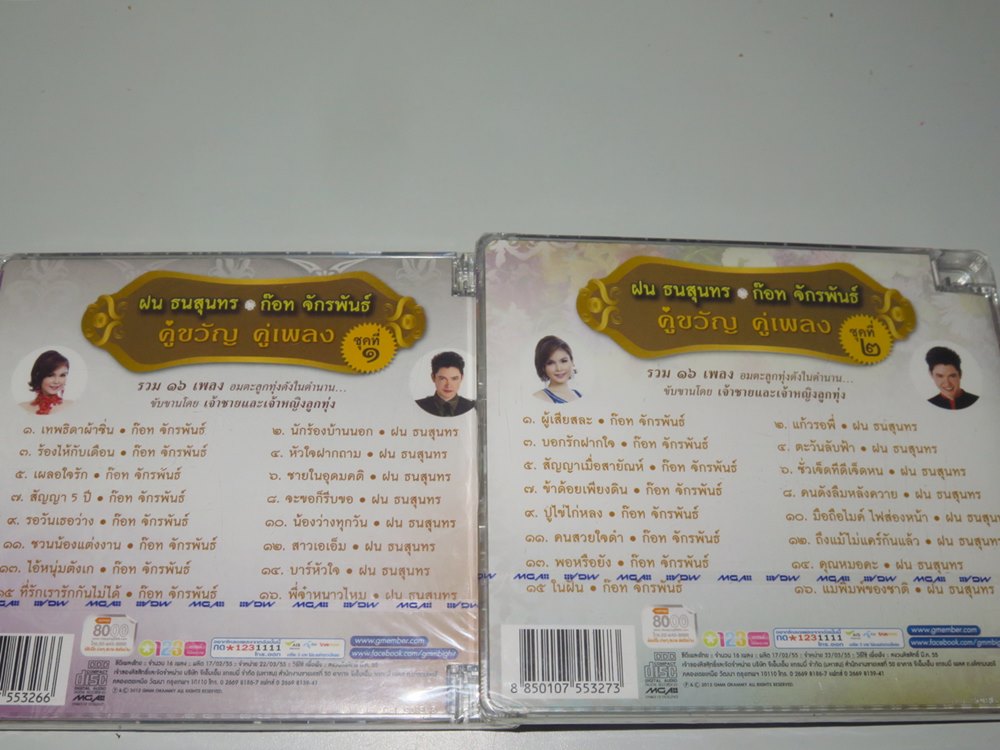 ฝน ธนสุนทร ก๊อท จักรพันธ์
คู่ขวัญ คู่เพลง
ชุดที่ ๑
รวม ๑๖ เพลง อมตะลูกทุ่งดังในตำนาน...
ขับขานโดย เจ้าชายและเจ้าหญิงลูกทุ่ง
๑. เทพธิดาผ้าซิ่น • ก๊อท จักรพันธ์
๒. นักร้องบ้านนอก • ฝน ธนสุนทร
๓. ร้องไห้กับเดือน • ก๊อท จักรพันธ์
๔. หัวใจฝากถาม • ฝน ธนสุนทร
๕. เผลอใจรัก • ก๊อท จักรพันธ์
๖. ชายในอุดมคติ • ฝน ธนสุนทร
๗. สัญญา 5 ปี • ก๊อท จักรพันธ์
๘. จะขอก็รีบขอ • ฝน ธนสุนทร
๙. รอวันเธอว่าง • ก๊อท จักรพันธ์
๑๐. น้องว่างทุกวัน • ฝน ธนสุนทร
๑๑. ชวนน้องแต่งงาน • ก๊อท จักรพันธ์
๑๒. สาวเอเอ็ม • ฝน ธนสุนทร
๑๓. ไอ้หนุ่มตังเก • ก๊อท จักรพันธ์
๑๔. บาร์หัวใจ • ฝน ธนสุนทร
๑๕ ที่รักเรารักกันไม่ได้ • ก๊อท จักรพันธ์
๑๖. พี่จ๋าหนาวไหม • ฝน ธนสุนทร
8000
*123 1111
www.gmember.com
www.facebook.com/gmmbighit
553266
COMPACT disc DIGITAL AUDIO
ฝน ธนสุนทร ก๊อท จักรพันธ์
คู่ขวัญ คู่เพลง
ชุดที่ ๒
รวม ๑๖ เพลง อมตะลูกทุ่งดังในตำนาน...
ขับขานโดย เจ้าชายและเจ้าหญิงลูกทุ่ง
๑. ผู้เสียสละ • ก๊อท จักรพันธ์
๒. แก้วรอพี่ • ฝน ธนสุนทร
๓. บอกรักฝากใจ • ก๊อท จักรพันธ์
๔. ตะวันลับฟ้า • ฝน ธนสุนทร
๕. สัญญาเมื่อสายัณห์ • ก๊อท จักรพันธ์
๖. ชั่วเจ็ดทีดีเจ็ดหน • ฝน ธนสุนทร
๗. ข้าด้อยเพียงดิน • ก๊อท จักรพันธ์
๘. คนดังลืมหลังควาย • ฝน ธนสุนทร
๙. ปูไข่ไก่หลง • ก๊อท จักรพันธ์
๑๐. มือถือไมค์ ไฟส่องหน้า • ฝน ธนสุนทร
๑๑. คนสวยใจดำ • ก๊อท จักรพันธ์
๑๒. ถึงแม้ไม่แคร์กันแล้ว • ฝน ธนสุนทร
๑๓. พอหรือยัง • ก๊อท จักรพันธ์
๑๔. คุณหมอคะ • ฝน ธนสุนทร
๑๕ ในฝัน • ก๊อท จักรพันธ์
๑๖. แม่พิมพ์ของชาติ • ฝน ธนสุนทร
8000
*123 1111
www.gmember.com
www.facebook.com/gmmb
8 850107 553273
COMPACT disc DIGITAL AUDIO